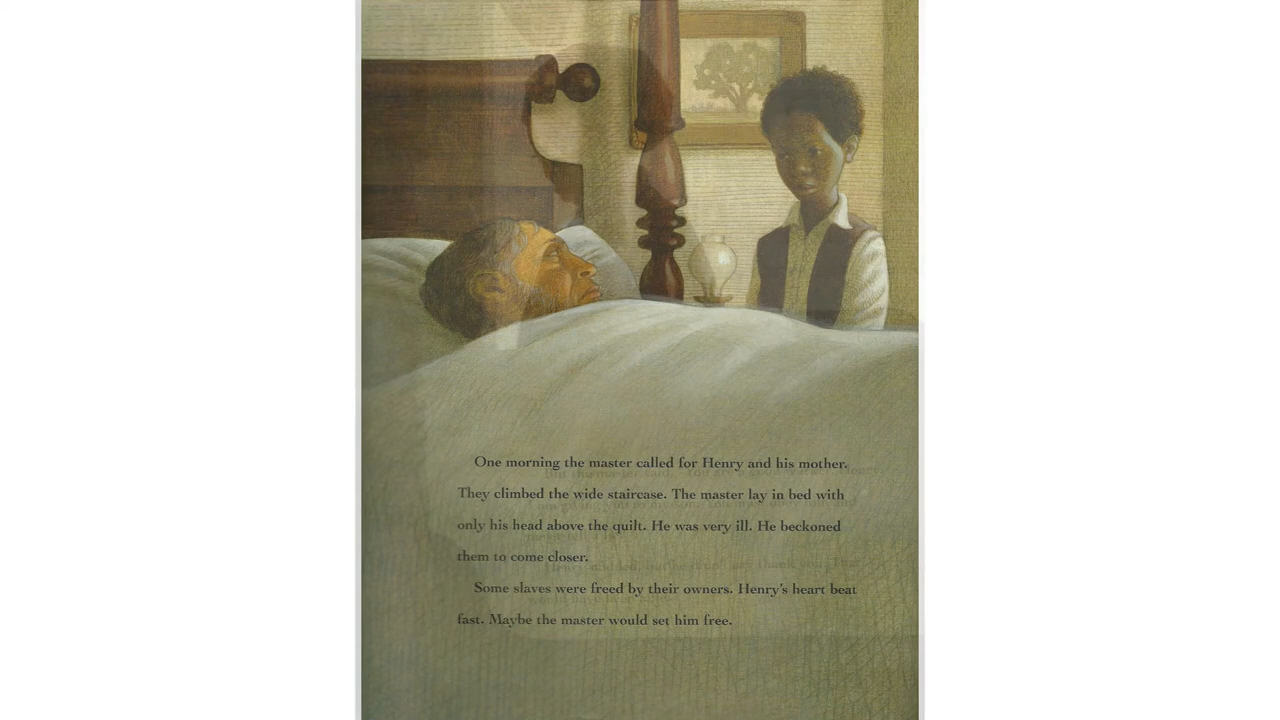 One morning the master called for Henry and his mother.
They climbed the wide staircase. The master lay in bed with
only his head above the quilt. He was very ill. He beckoned
them to come closer.
Some slaves were freed by their owners. Henry's heart beat
fast. Maybe the master would set him free.